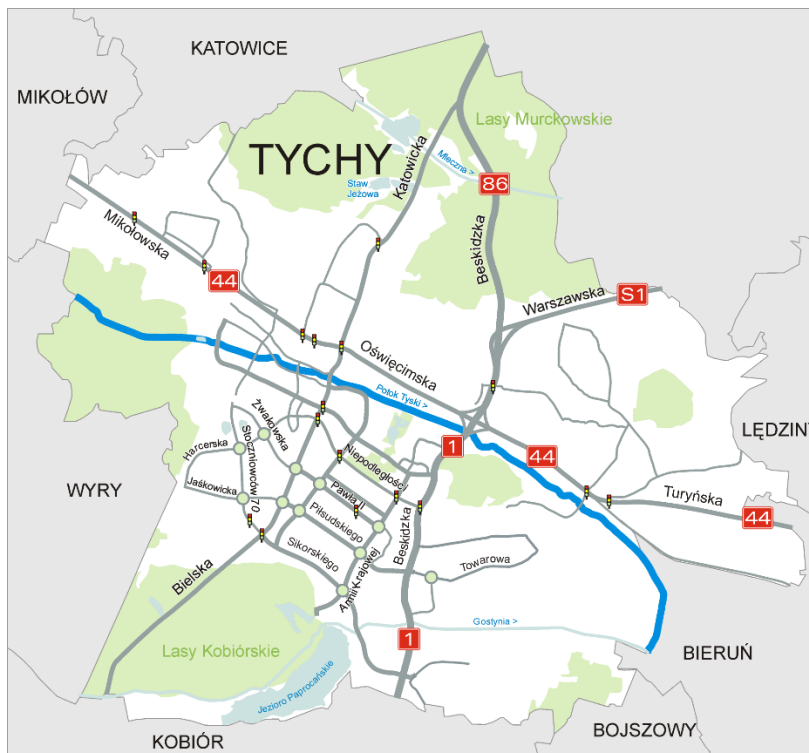 KATOWICE
MIKOŁÓW
Lasy Murckowskie
TYCHY
Katowicka
Mleczna >
Staw
Jeżowa
86
Mikołowska
Beskidzka
44
S1
Warszawska
Oświęcimska
Potok Tyski >
LĘDZINY
Żwakowska
Harcerska
Stoczniowców 70
Niepodległości
1
44
WYRY
Jaśkowicka
Pawła II
Turyńska
44
Piłsudskiego
Sikorskiego
Beskidzka
Towarowa
Bielska
Armii Krajowej
Gostynia >
1
Lasy Kobiórskie
BIERUŃ
Jezioro Paprocańskie
BOJSZOWY
KOBIÓR